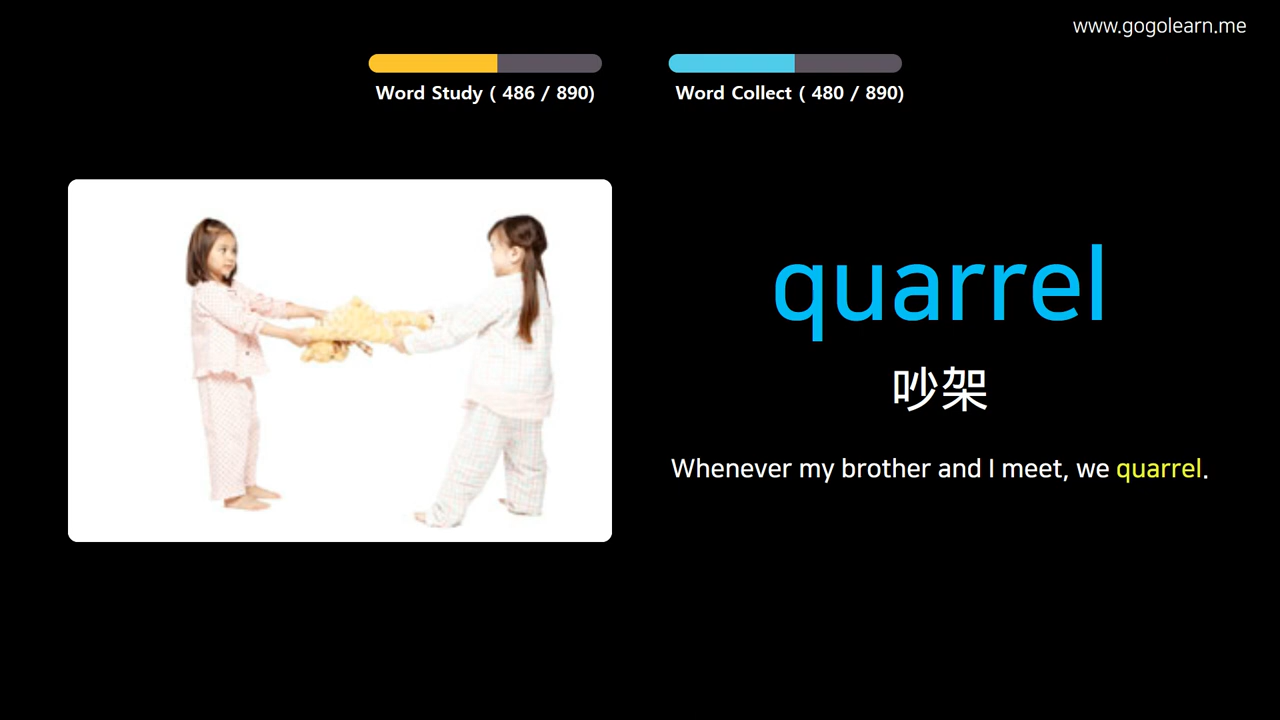 www.gogolearn.me
Word Study ( 486 / 890)
Word Collect ( 480 / 890)
quarrel
吵架
Whenever my brother and I meet, we quarrel.